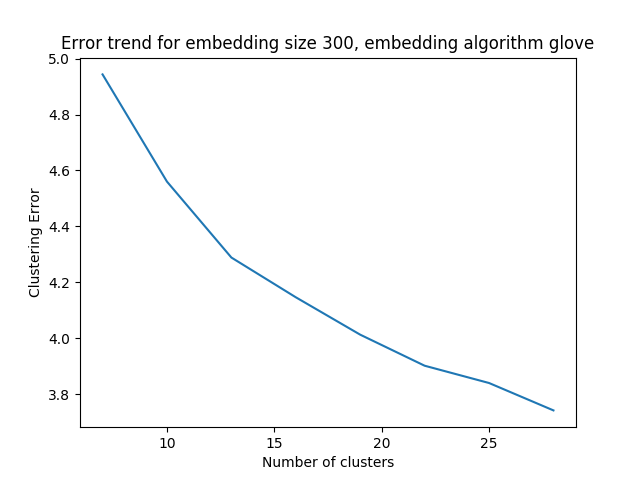 Error trend for embedding size 300, embedding algorithm glove
5.0
4.8
4.6
4.4
4.2
4.0
3.8
Clustering Error
10 15 20 25
Number of clusters